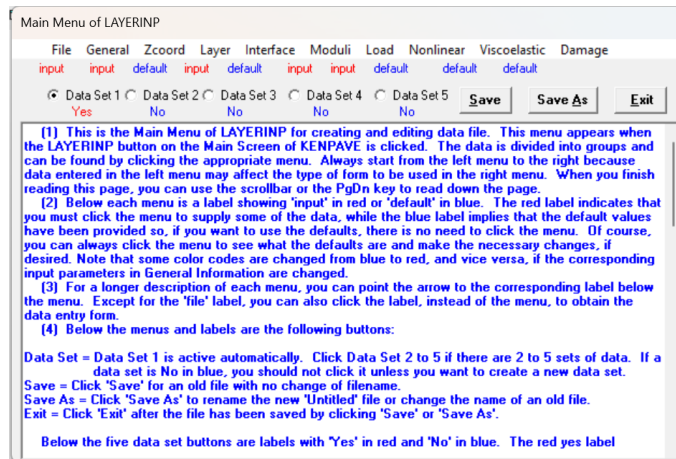 Main Menu of LAYERINP
File General Zcoord Layer Interface Moduli Load Nonlinear Viscoelastic Damage
input input default input default input input default default default
Data Set 1 Data Set 2 Data Set 3 Data Set 4 Data Set 5 Save Save As Exit
Yes No No No No
(1) This is the Main Menu of LAYERINP for creating and editing data file. This menu appears when
the LAYERINP button on the Main Screen of KENPAVE is clicked. The data is divided into groups and
can be found by clicking the appropriate menu. Always start from the left menu to the right because
data entered in the left menu may affect the type of form to be used in the right menu. When you finish
reading this page, you can use the scrollbar or the PgDn key to read down the page.
(2) Below each menu is a label showing 'input' in red or 'default' in blue. The red label indicates that
you must click the menu to supply some of the data, while the blue label implies that the default values
have been provided so, if you want to use the defaults, there is no need to click the menu. Of course,
you can always click the menu to see what the defaults are and make the necessary changes, if
desired. Note that some color codes are changed from blue to red, and vice versa, if the corresponding
input parameters in General Information are changed.
(3) For a longer description of each menu, you can point the arrow to the corresponding label below
the menu. Except for the 'file' label, you can also click the label, instead of the menu, to obtain the
data entry form.
(4) Below the menus and labels are the following buttons:
Data Set = Data Set 1 is active automatically. Click Data Set 2 to 5 if there are 2 to 5 sets of data. If a
data set is No in blue, you should not click it unless you want to create a new data set.
Save = Click 'Save' for an old file with no change of filename.
Save As = Click 'Save As' to rename the new 'Untitled' file or change the name of an old file.
Exit = Click 'Exit' after the file has been saved by clicking 'Save' or 'Save As'.
Below the five data set buttons are labels with 'Yes' in red and 'No' in blue. The red yes label